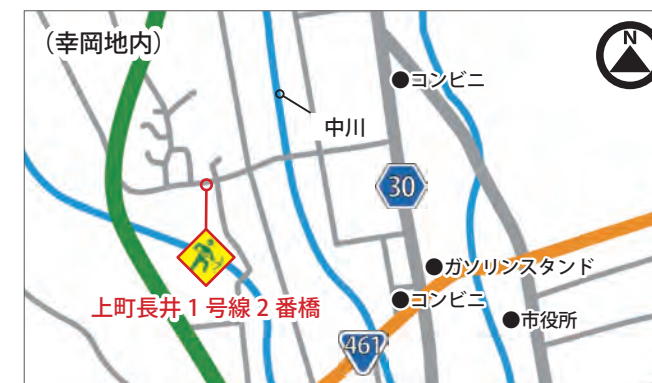 (幸岡地内)
N
コンビニ
中川
30
ガソリンスタンド
上町長井1号線2番橋
コンビニ
市役所
461